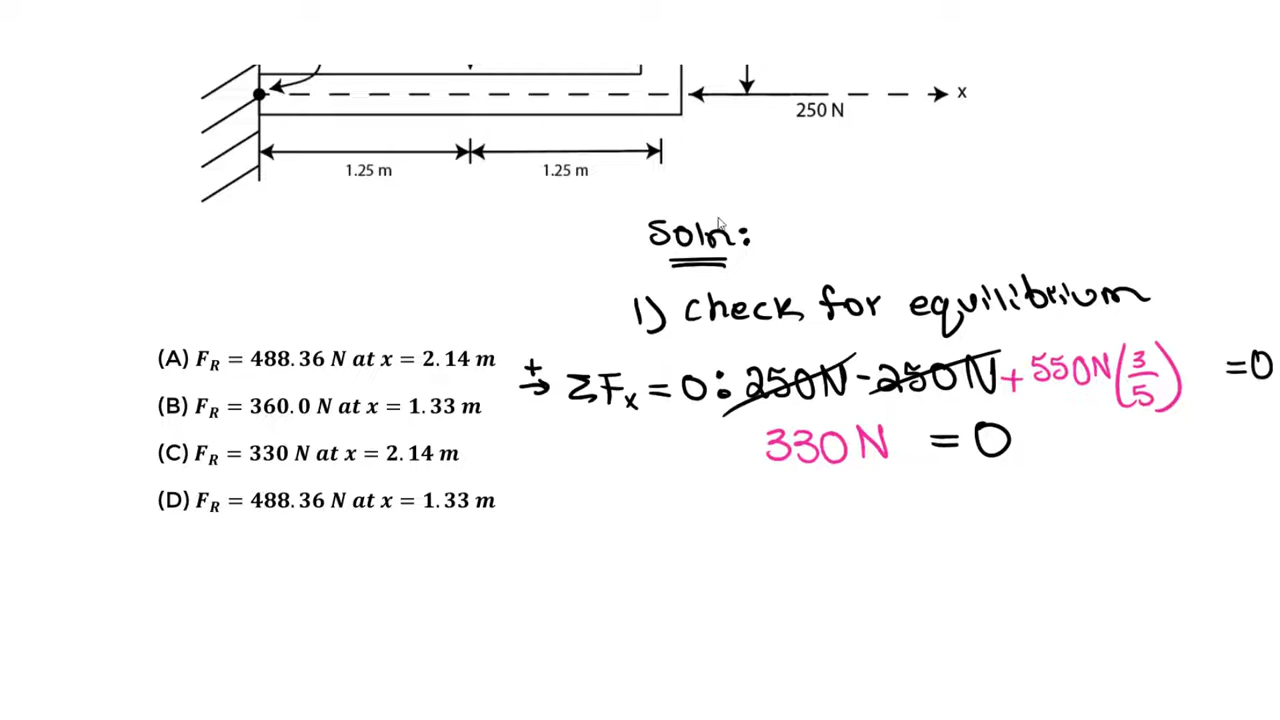 x
250 N
1.25 m 1.25 m
Soln:
1) check for equilibrium
(A) F_R = 488.36 N at x = 2.14 m
+→ ΣFₓ = 0: 250N - 250N + 550N(3/5) = 0
(B) F_R = 360.0 N at x = 1.33 m
330N = 0
(C) F_R = 330 N at x = 2.14 m
(D) F_R = 488.36 N at x = 1.33 m